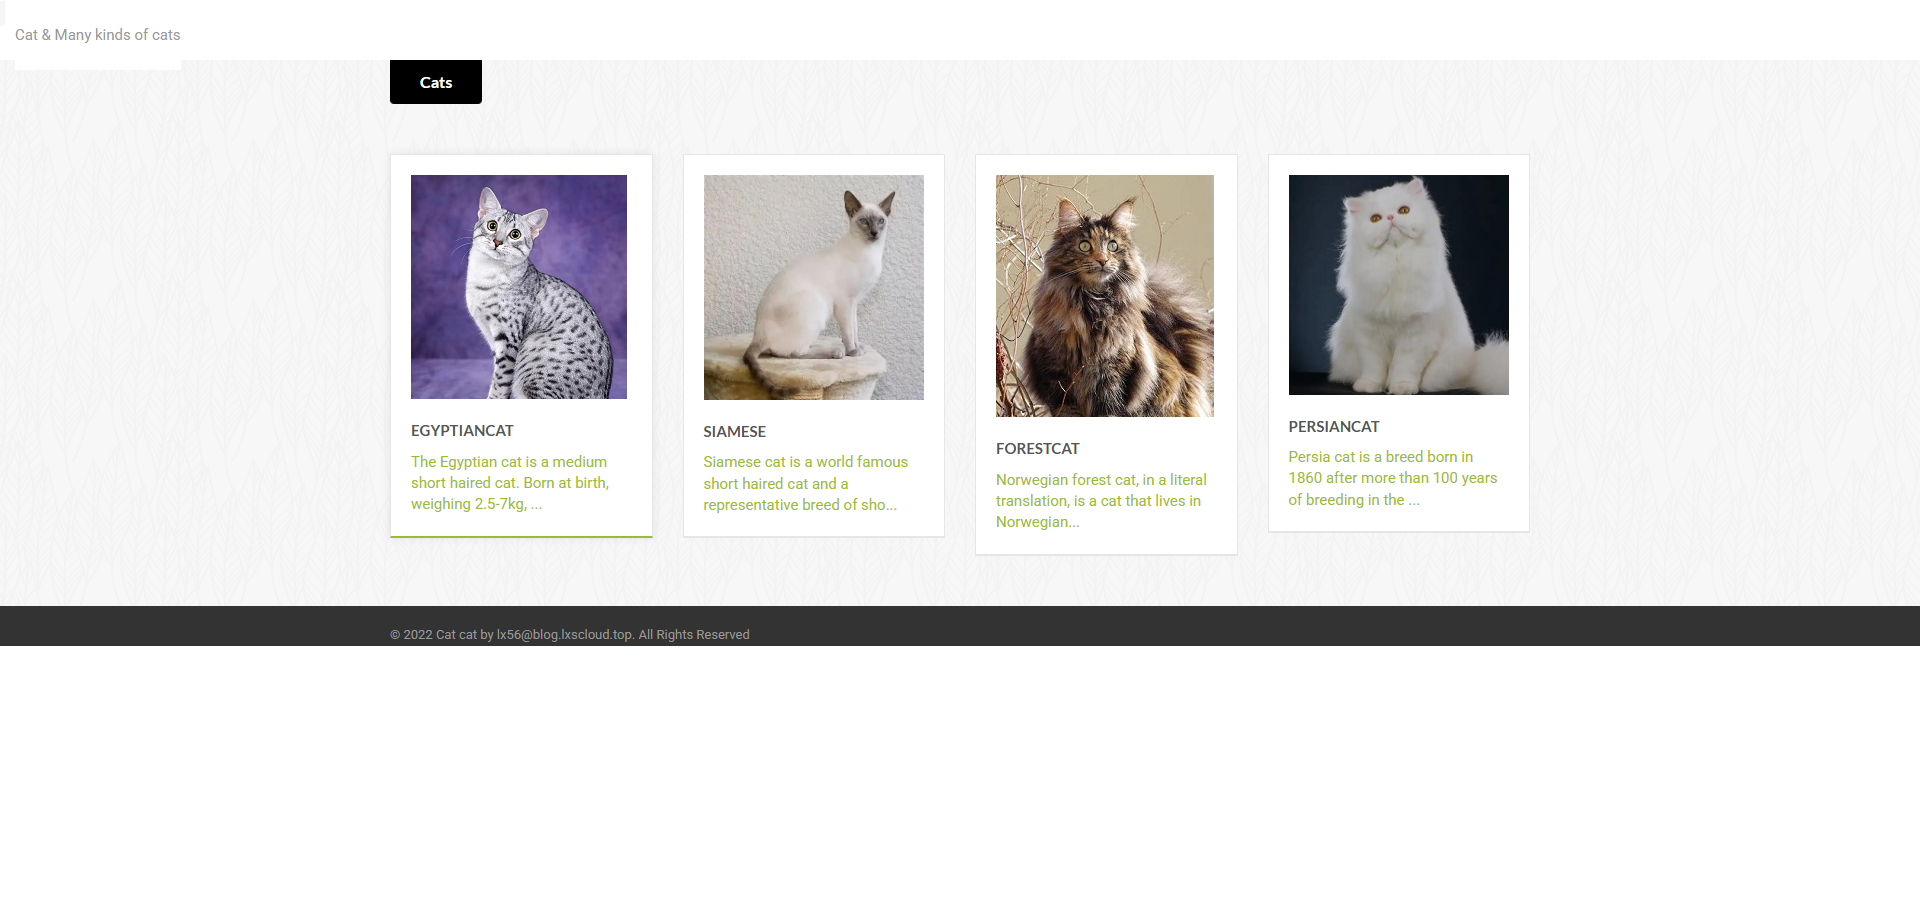 Cat & Many kinds of cats
Cats
EGYPTIANCAT
The Egyptian cat is a medium
short haired cat. Born at birth,
weighing 2.5-7kg, ...
SIAMESE
Siamese cat is a world famous
short haired cat and a
representative breed of sho...
FORESTCAT
Norwegian forest cat, in a literal
translation, is a cat that lives in
Norwegian...
PERSIANCAT
Persia cat is a breed born in
1860 after more than 100 years
of breeding in the ...
© 2022 Cat cat by lx56@blog.lxscloud.top. All Rights Reserved